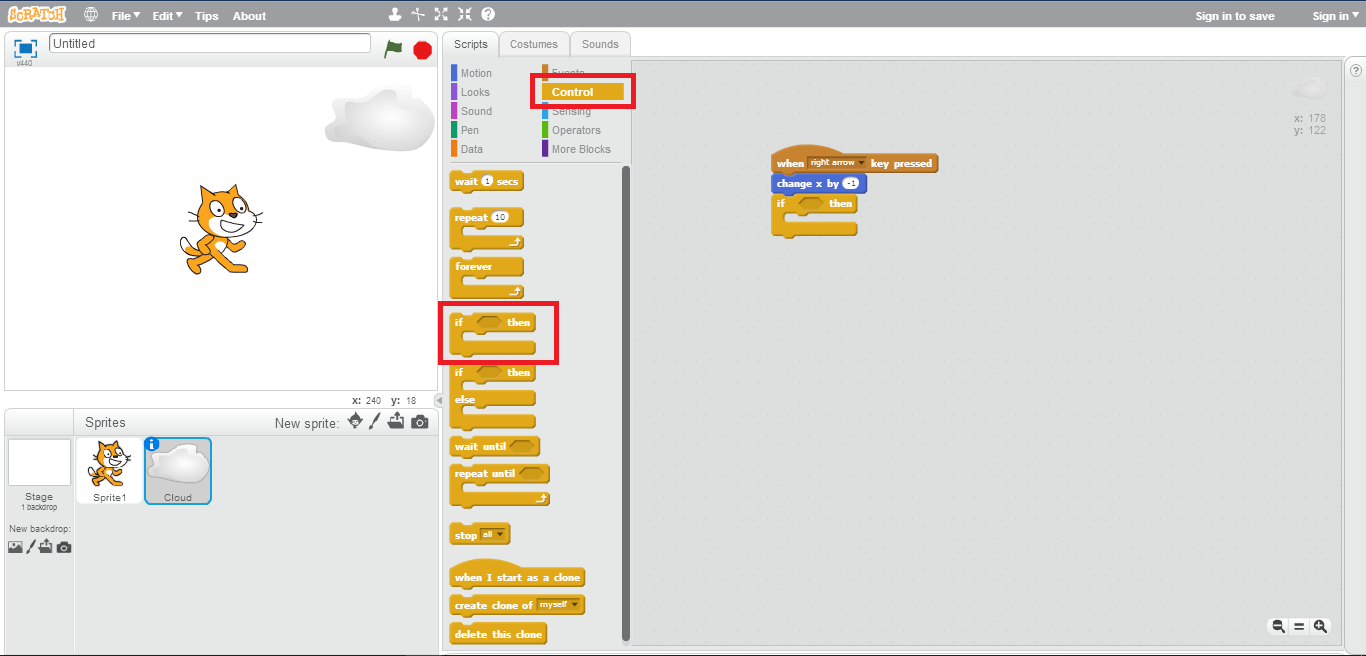 SCRATCH File Edit Tips About Sign in to save Sign in
Untitled
v440
Scripts Costumes Sounds
Motion Events
Looks Control
Sound Sensing
Pen Operators
Data More Blocks
wait 1 secs
repeat 10
forever
if then
if then
else
wait until
repeat until
stop all
when I start as a clone
create clone of myself
delete this clone
when right arrow key pressed
change x by -1
if then
x: 178
y: 122
x: 240 y: 18
Sprites New sprite:
Stage
1 backdrop
New backdrop:
Sprite1
Cloud